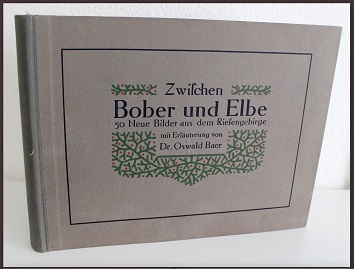 Zwiſchen
Bober und Elbe
50 Neue Bilder aus dem Rieſengebirge
mit Erläuterung von
Dr. Oswald Baer